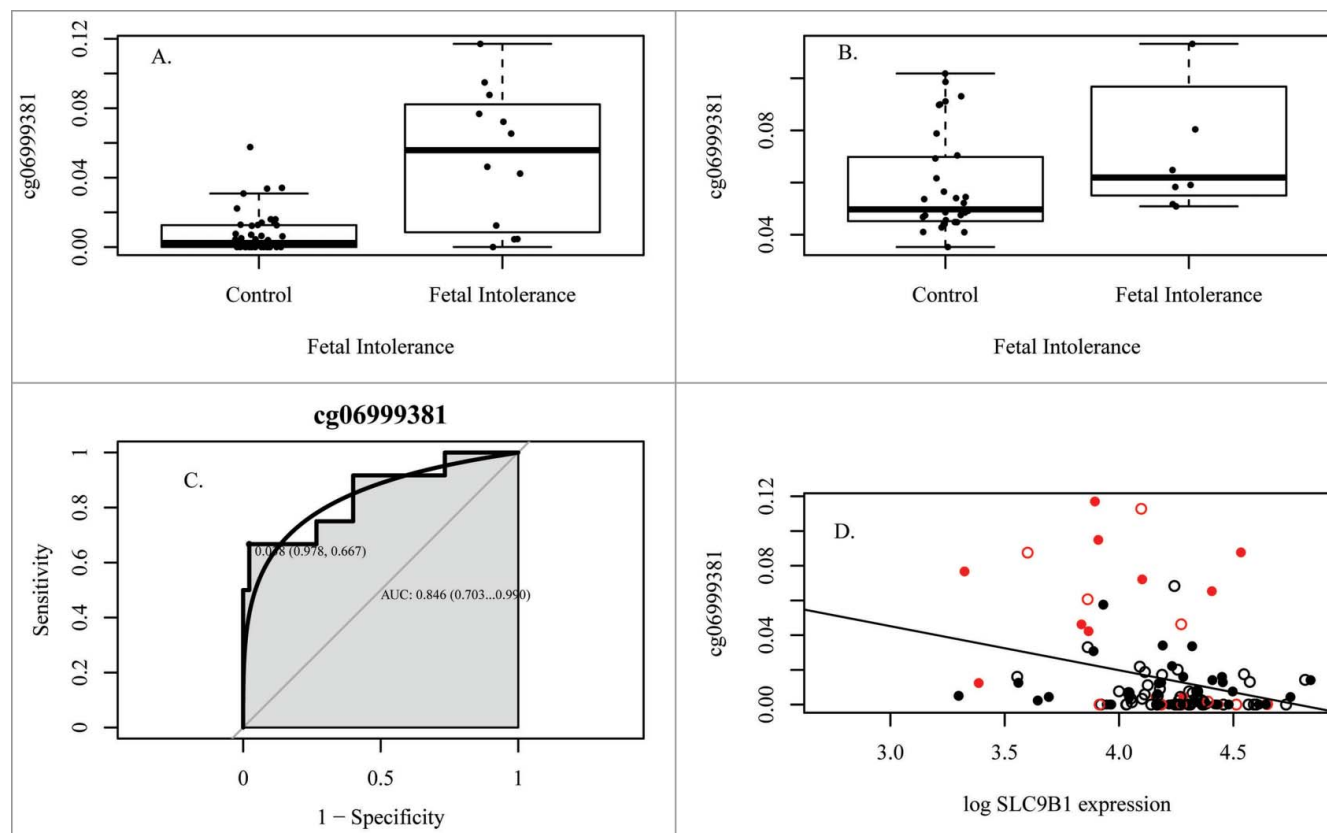 A.
cg06999381
0.12
0.08
0.04
0.00
Control Fetal Intolerance
Fetal Intolerance
B.
cg06999381
0.08
0.04
Control Fetal Intolerance
Fetal Intolerance
cg06999381
C.
Sensitivity
1
0.8
0.6
0.4
0.2
0
(0.978, 0.667)
AUC: 0.846 (0.703...0.990)
0 0.5 1
1 − Specificity
D.
cg06999381
0.12
0.08
0.04
0.00
3.0 3.5 4.0 4.5
log SLC9B1 expression